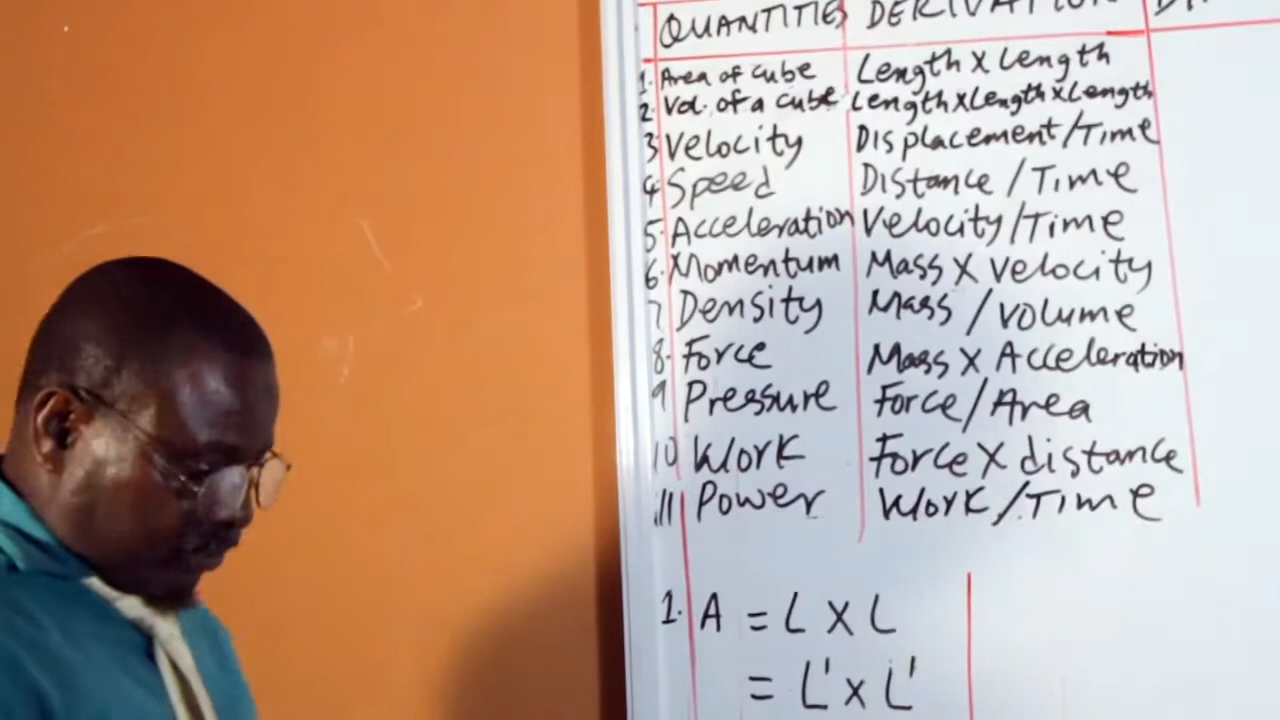 QUANTITIES DERIVATION
1. Area of cube Length X Length
2. Vol. of a cube Length X Length X Length
3 Velocity Displacement/Time
4 Speed Distance / Time
5. Acceleration Velocity/Time
6. Momentum Mass X Velocity
7 Density Mass / Volume
8. Force Mass X Acceleration
9 Pressure Force/Area
10 Work Force X distance
11 Power Work/Time
1. A = L X L
= L' X L'